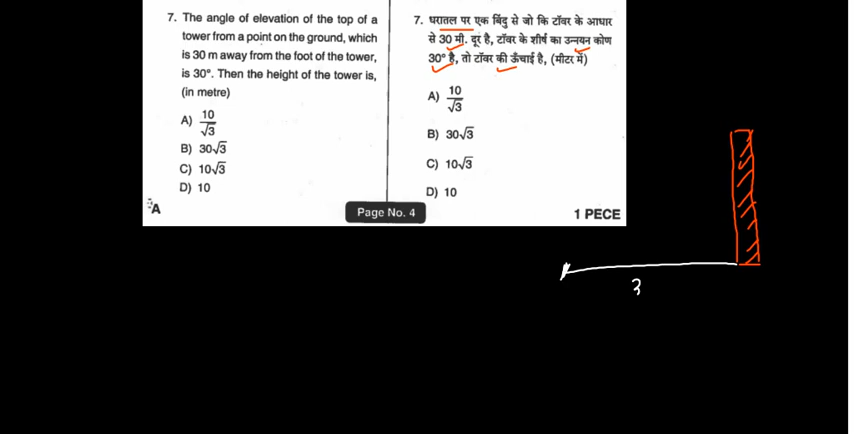 7. The angle of elevation of the top of a
tower from a point on the ground, which
is 30 m away from the foot of the tower,
is 30°. Then the height of the tower is,
(in metre)
A) 10/√3
B) 30√3
C) 10√3
D) 10
A
7. धरातल पर एक बिंदु से जो कि टॉवर के आधार
से 30 मी. दूर है, टॉवर के शीर्ष का उन्नयन कोण
30° है, तो टॉवर की ऊँचाई है, (मीटर में)
A) 10/√3
B) 30√3
C) 10√3
D) 10
Page No. 4
1 PECE
3